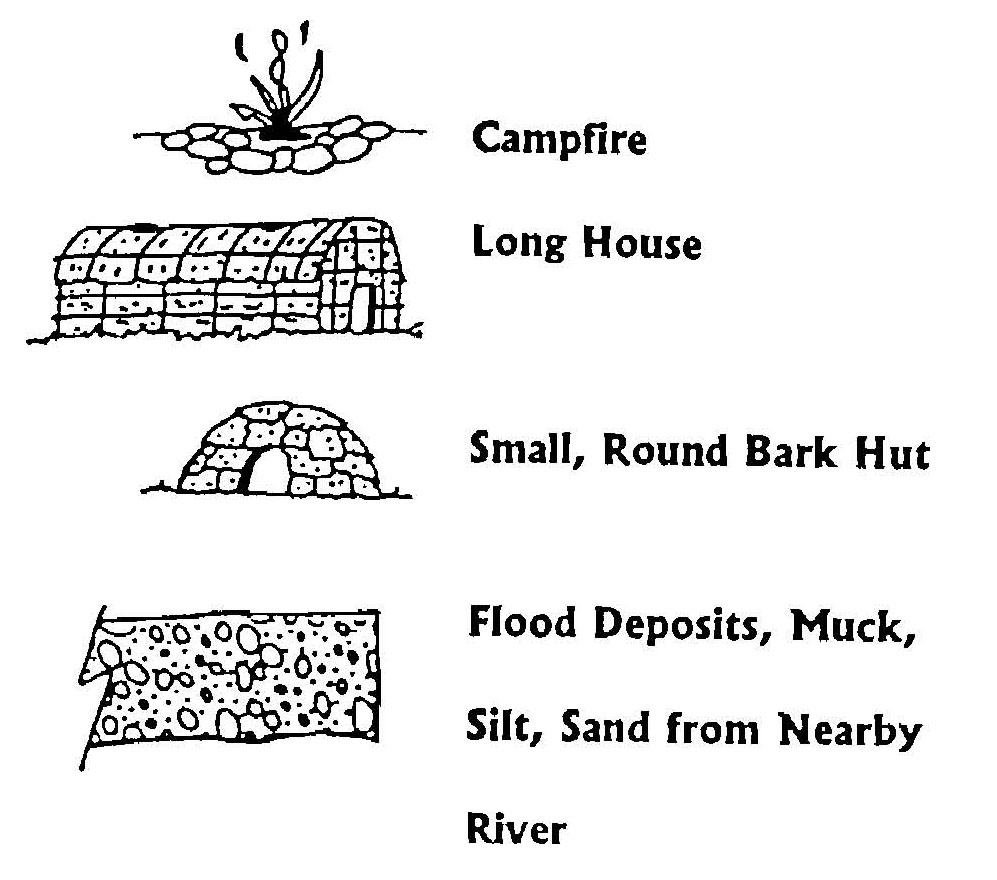 Campfire
Long House
Small, Round Bark Hut
Flood Deposits, Muck,
Silt, Sand from Nearby
River